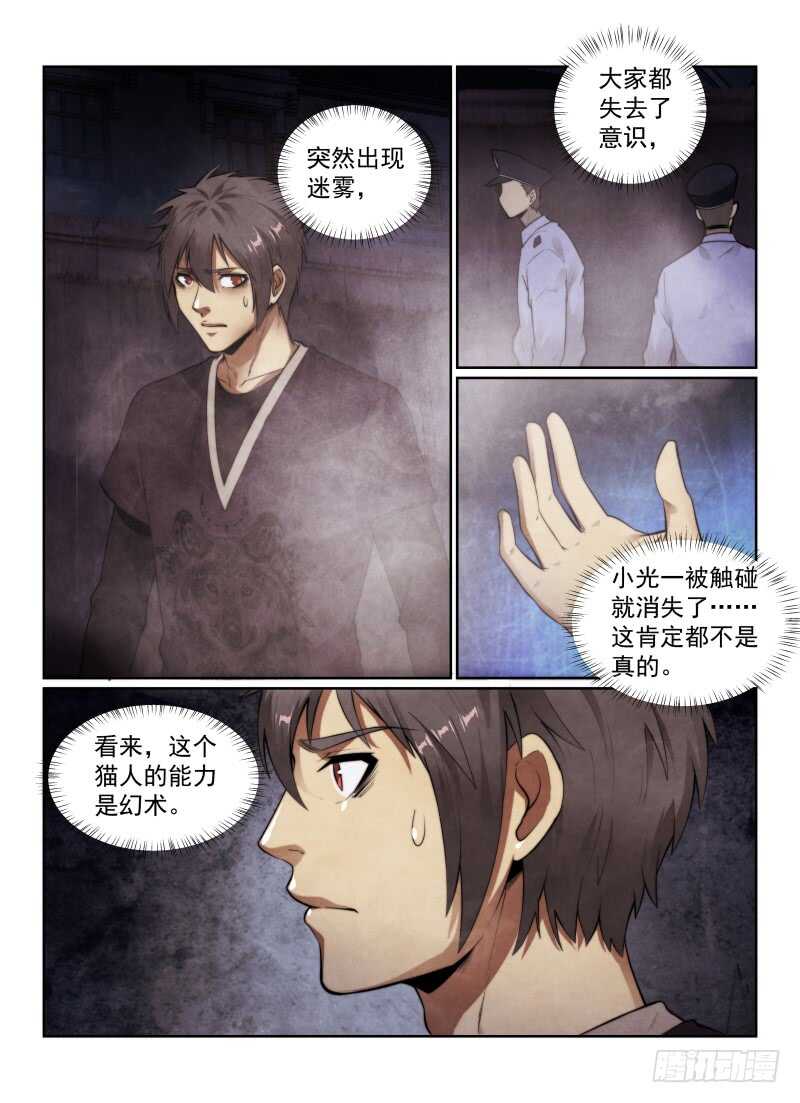 突然出现
迷雾，
大家都
失去了
意识，
小光一被触碰
就消失了……
这肯定都不是
真的。
看来，这个
猫人的能力
是幻术。
腾讯动漫